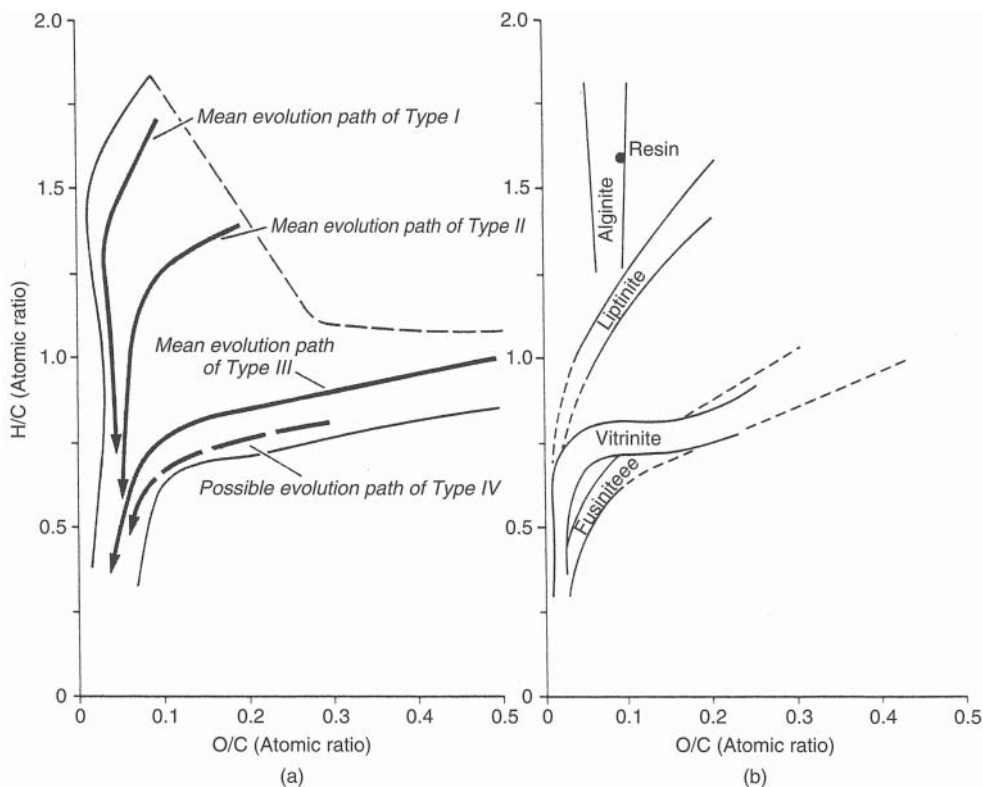 2.0
Mean evolution path of Type I
1.5
Mean evolution path of Type II
H/C (Atomic ratio)
Mean evolution path
of Type III
1.0
Possible evolution path of Type IV
0.5
0
0
0.1
0.2
0.3
0.4
0.5
O/C (Atomic ratio)
(a)
2.0
Resin
Alginite
1.5
Liptinite
1.0
Vitrinite
Fusiniteee
0.5
0
0
0.1
0.2
0.3
0.4
0.5
O/C (Atomic ratio)
(b)